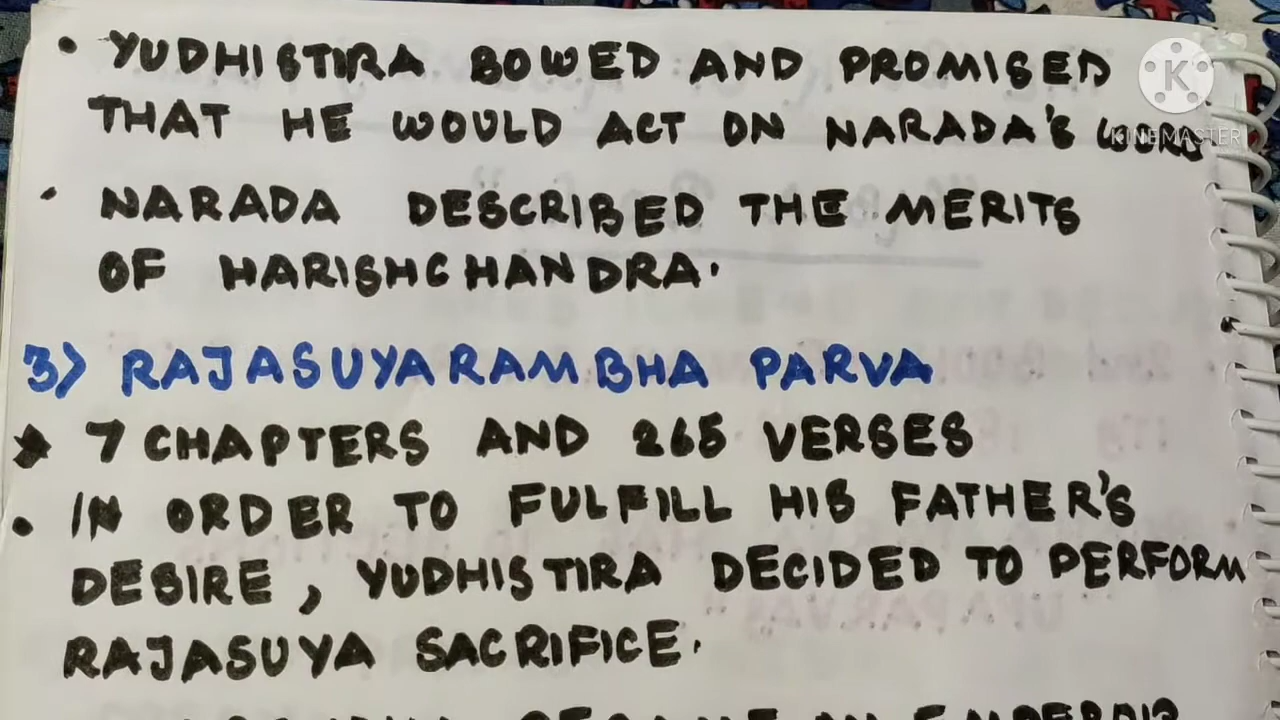 • YUDHISTIRA BOWED AND PROMISED
THAT HE WOULD ACT ON NARADA'S
KINEMASTER
• NARADA DESCRIBED THE MERITS
OF HARISHCHANDRA.
3) RAJASUYARAMBHA PARVA
→ 7 CHAPTERS AND 265 VERSES
• IN ORDER TO FULFILL HIS FATHER'S
DESIRE, YUDHISTIRA DECIDED TO PERFORM
RAJASUYA SACRIFICE.